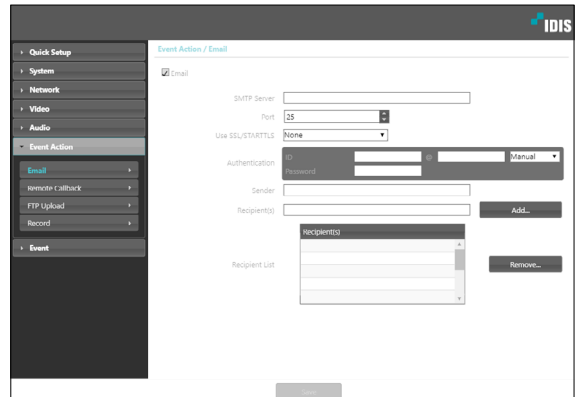 IDIS
Quick Setup
System
Network
Video
Audio
Event Action
Email
Remote Callback
FTP Upload
Record
Event
Event Action / Email
Email
SMTP Server
Port 25
Use SSL/STARTTLS None
Authentication
ID @ Manual
Password
Sender
Recipient(s) Add...
Recipient(s)
Recipient List Remove...
Save